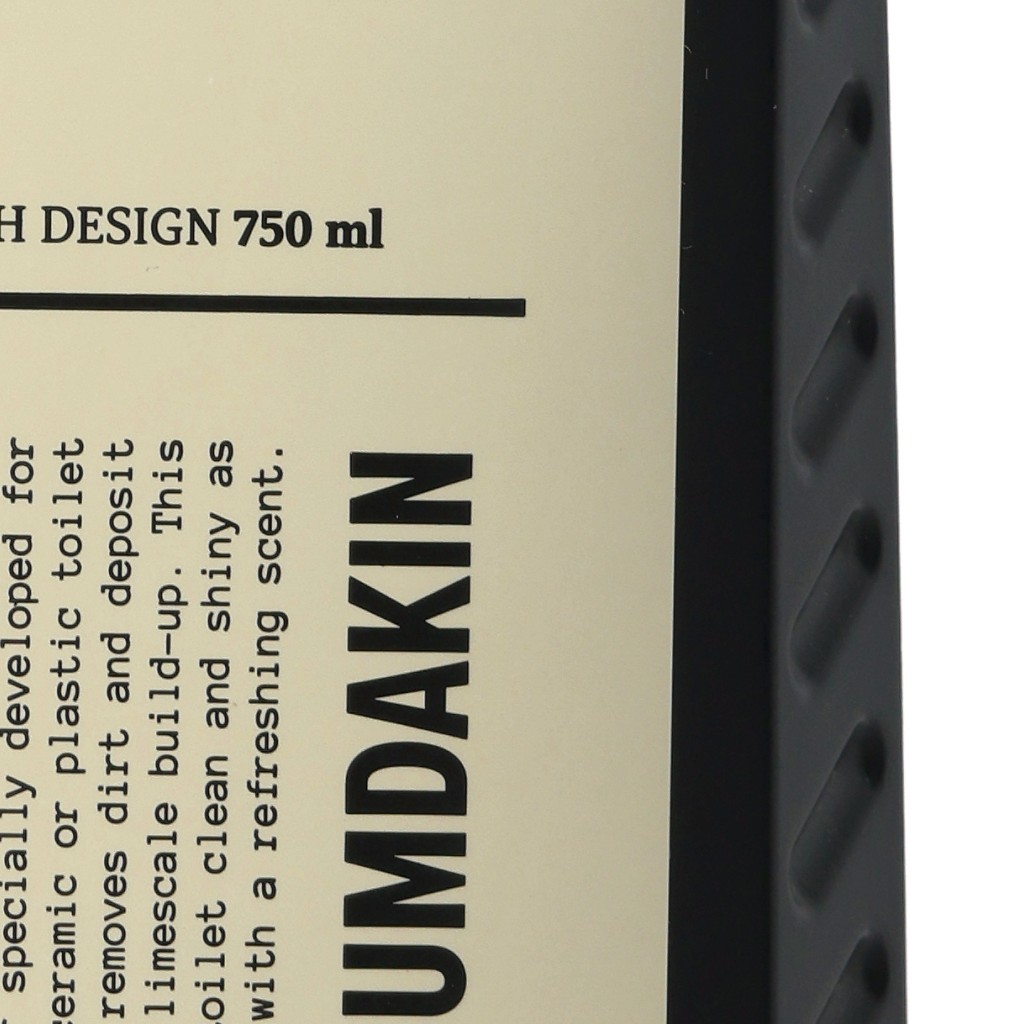 H DESIGN 750 ml
specially developed for
ceramic or plastic toilet
removes dirt and deposit
limescale build-up. This
oilet clean and shiny as
with a refreshing scent.
UMDAKIN